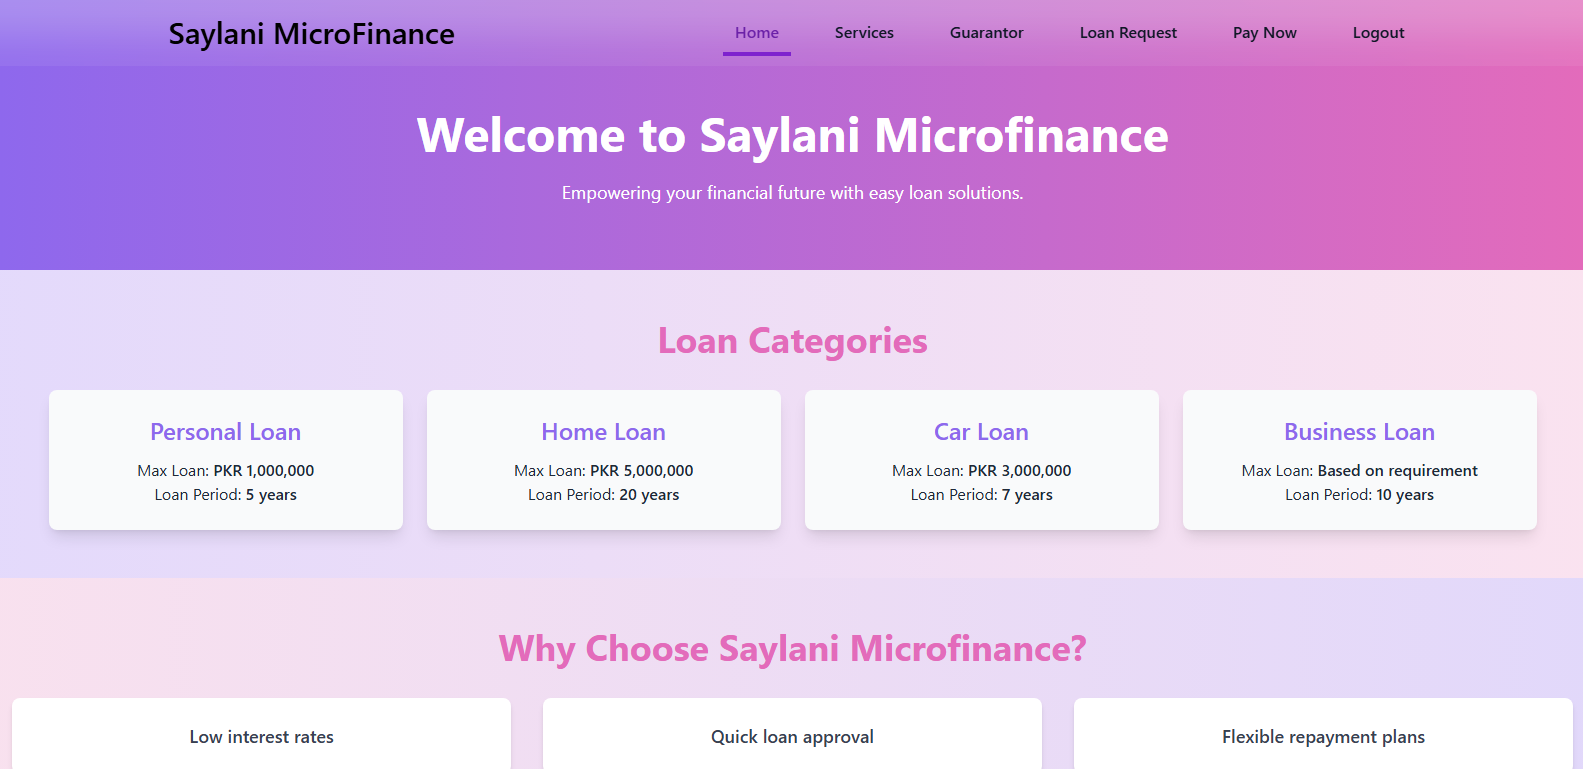 Saylani MicroFinance
Home Services Guarantor Loan Request Pay Now Logout
Welcome to Saylani Microfinance
Empowering your financial future with easy loan solutions.
Loan Categories
Personal Loan
Max Loan: PKR 1,000,000
Loan Period: 5 years
Home Loan
Max Loan: PKR 5,000,000
Loan Period: 20 years
Car Loan
Max Loan: PKR 3,000,000
Loan Period: 7 years
Business Loan
Max Loan: Based on requirement
Loan Period: 10 years
Why Choose Saylani Microfinance?
Low interest rates
Quick loan approval
Flexible repayment plans